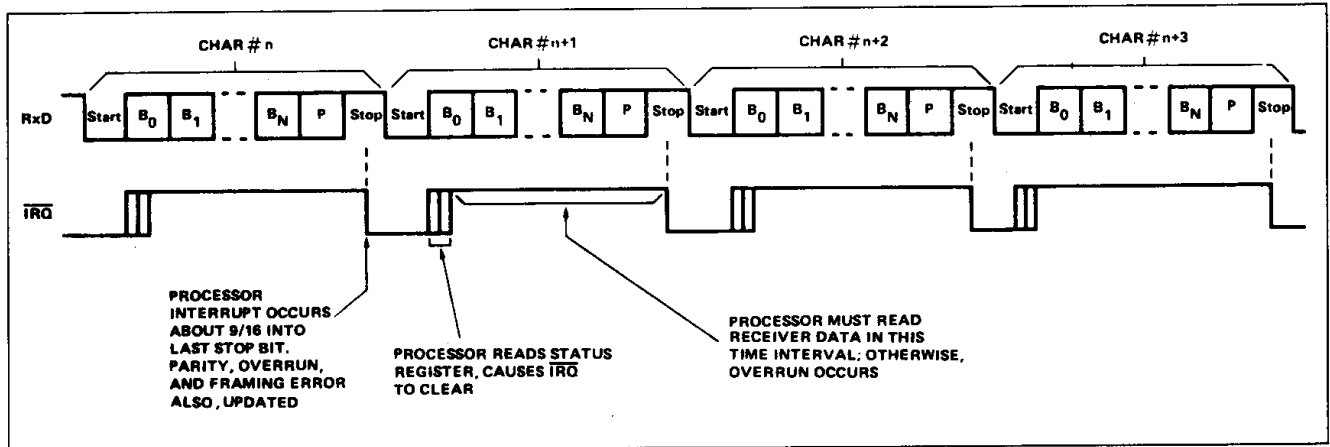 CHAR # n CHAR # n+1 CHAR # n+2 CHAR # n+3
RxD Start B0 B1 BN P Stop Start B0 B1 BN P Stop Start B0 B1 BN P Stop Start B0 B1 BN P Stop
IRQ
PROCESSOR
INTERRUPT OCCURS
ABOUT 9/16 INTO
LAST STOP BIT.
PARITY, OVERRUN,
AND FRAMING ERROR
ALSO, UPDATED
PROCESSOR READS STATUS
REGISTER, CAUSES IRQ
TO CLEAR
PROCESSOR MUST READ
RECEIVER DATA IN THIS
TIME INTERVAL; OTHERWISE,
OVERRUN OCCURS